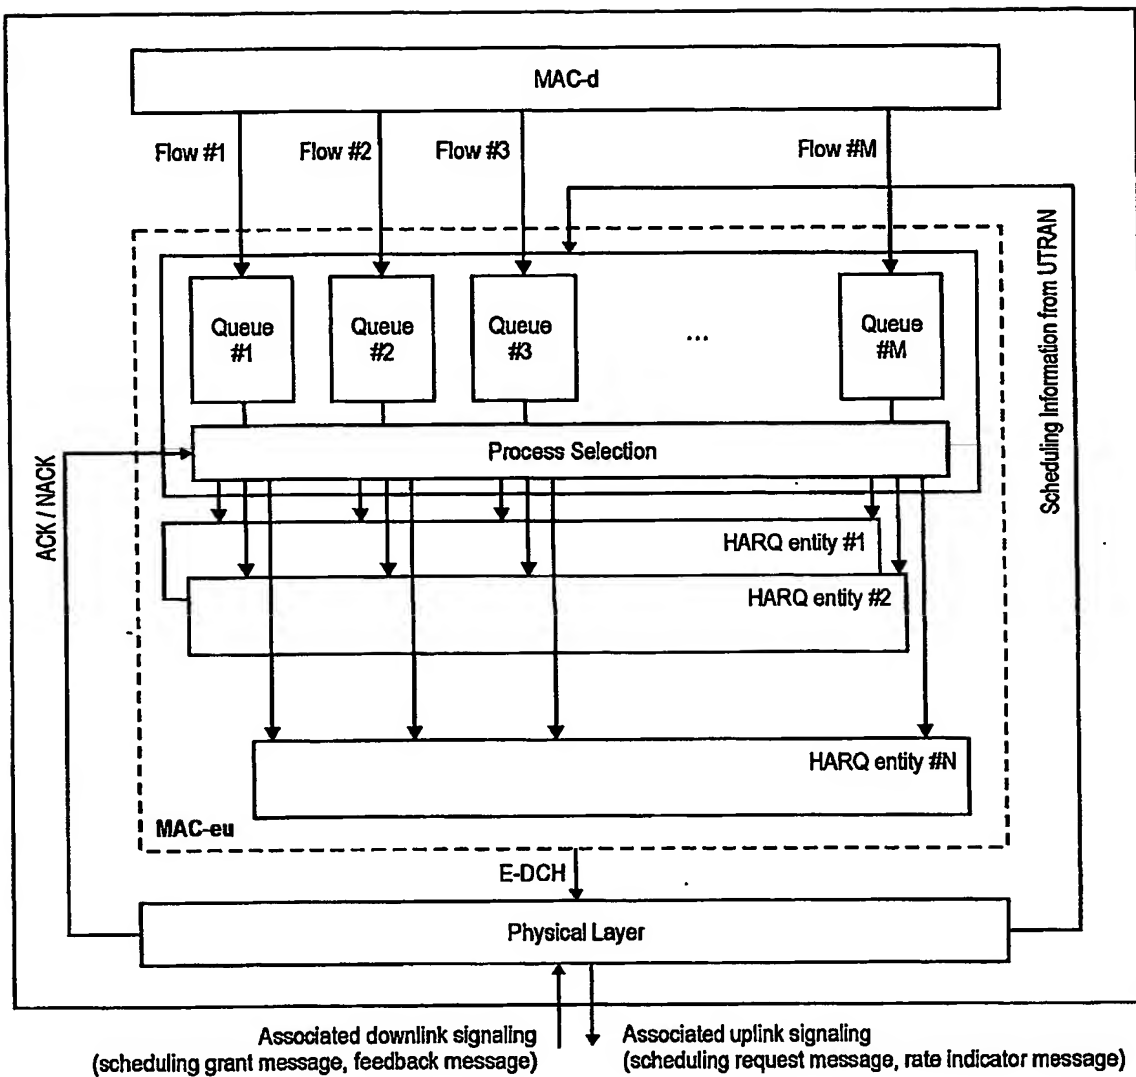 MAC-d
Flow #1
Flow #2
Flow #3
Flow #M
Scheduling Information from UTRAN
Queue
#1
Queue
#2
Queue
#3
...
Queue
#M
Process Selection
ACK / NACK
HARQ entity #1
HARQ entity #2
HARQ entity #N
MAC-eu
E-DCH
Physical Layer
Associated downlink signaling
(scheduling grant message, feedback message)
Associated uplink signaling
(scheduling request message, rate indicator message)